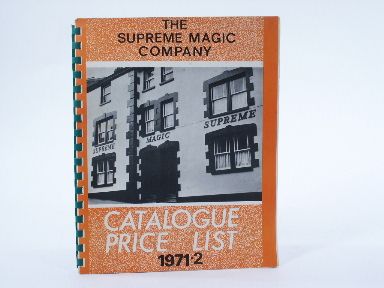 THE
SUPREME MAGIC
COMPANY
SUPREME
MAGIC
SUPREME
CATALOGUE
PRICE LIST
1971-2